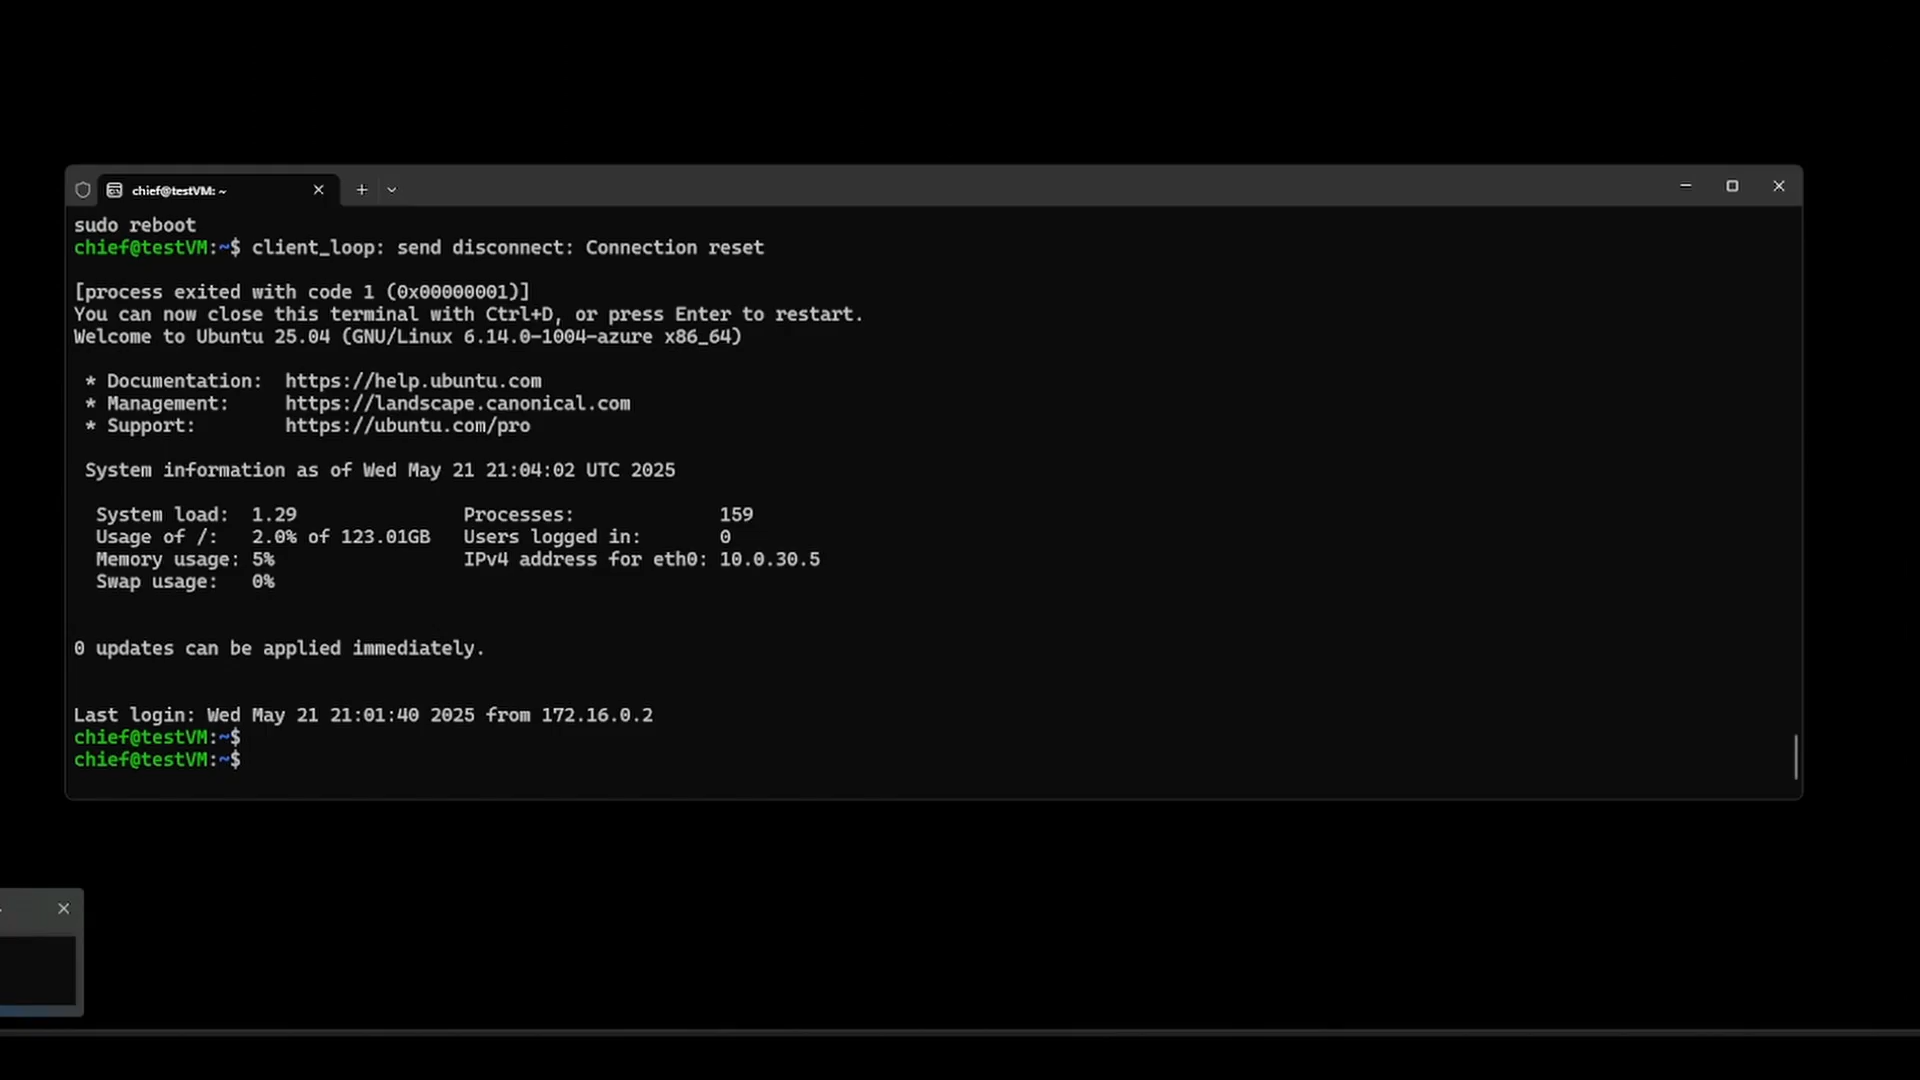 chief@testVM: ~
sudo reboot
chief@testVM:~$ client_loop: send disconnect: Connection reset
[process exited with code 1 (0x00000001)]
You can now close this terminal with Ctrl+D, or press Enter to restart.
Welcome to Ubuntu 25.04 (GNU/Linux 6.14.0-1004-azure x86_64)
* Documentation:  https://help.ubuntu.com
* Management:     https://landscape.canonical.com
* Support:        https://ubuntu.com/pro
System information as of Wed May 21 21:04:02 UTC 2025
System load:  1.29               Processes:             159
Usage of /:   2.0% of 123.01GB   Users logged in:       0
Memory usage: 5%                 IPv4 address for eth0: 10.0.30.5
Swap usage:   0%
0 updates can be applied immediately.
Last login: Wed May 21 21:01:40 2025 from 172.16.0.2
chief@testVM:~$
chief@testVM:~$